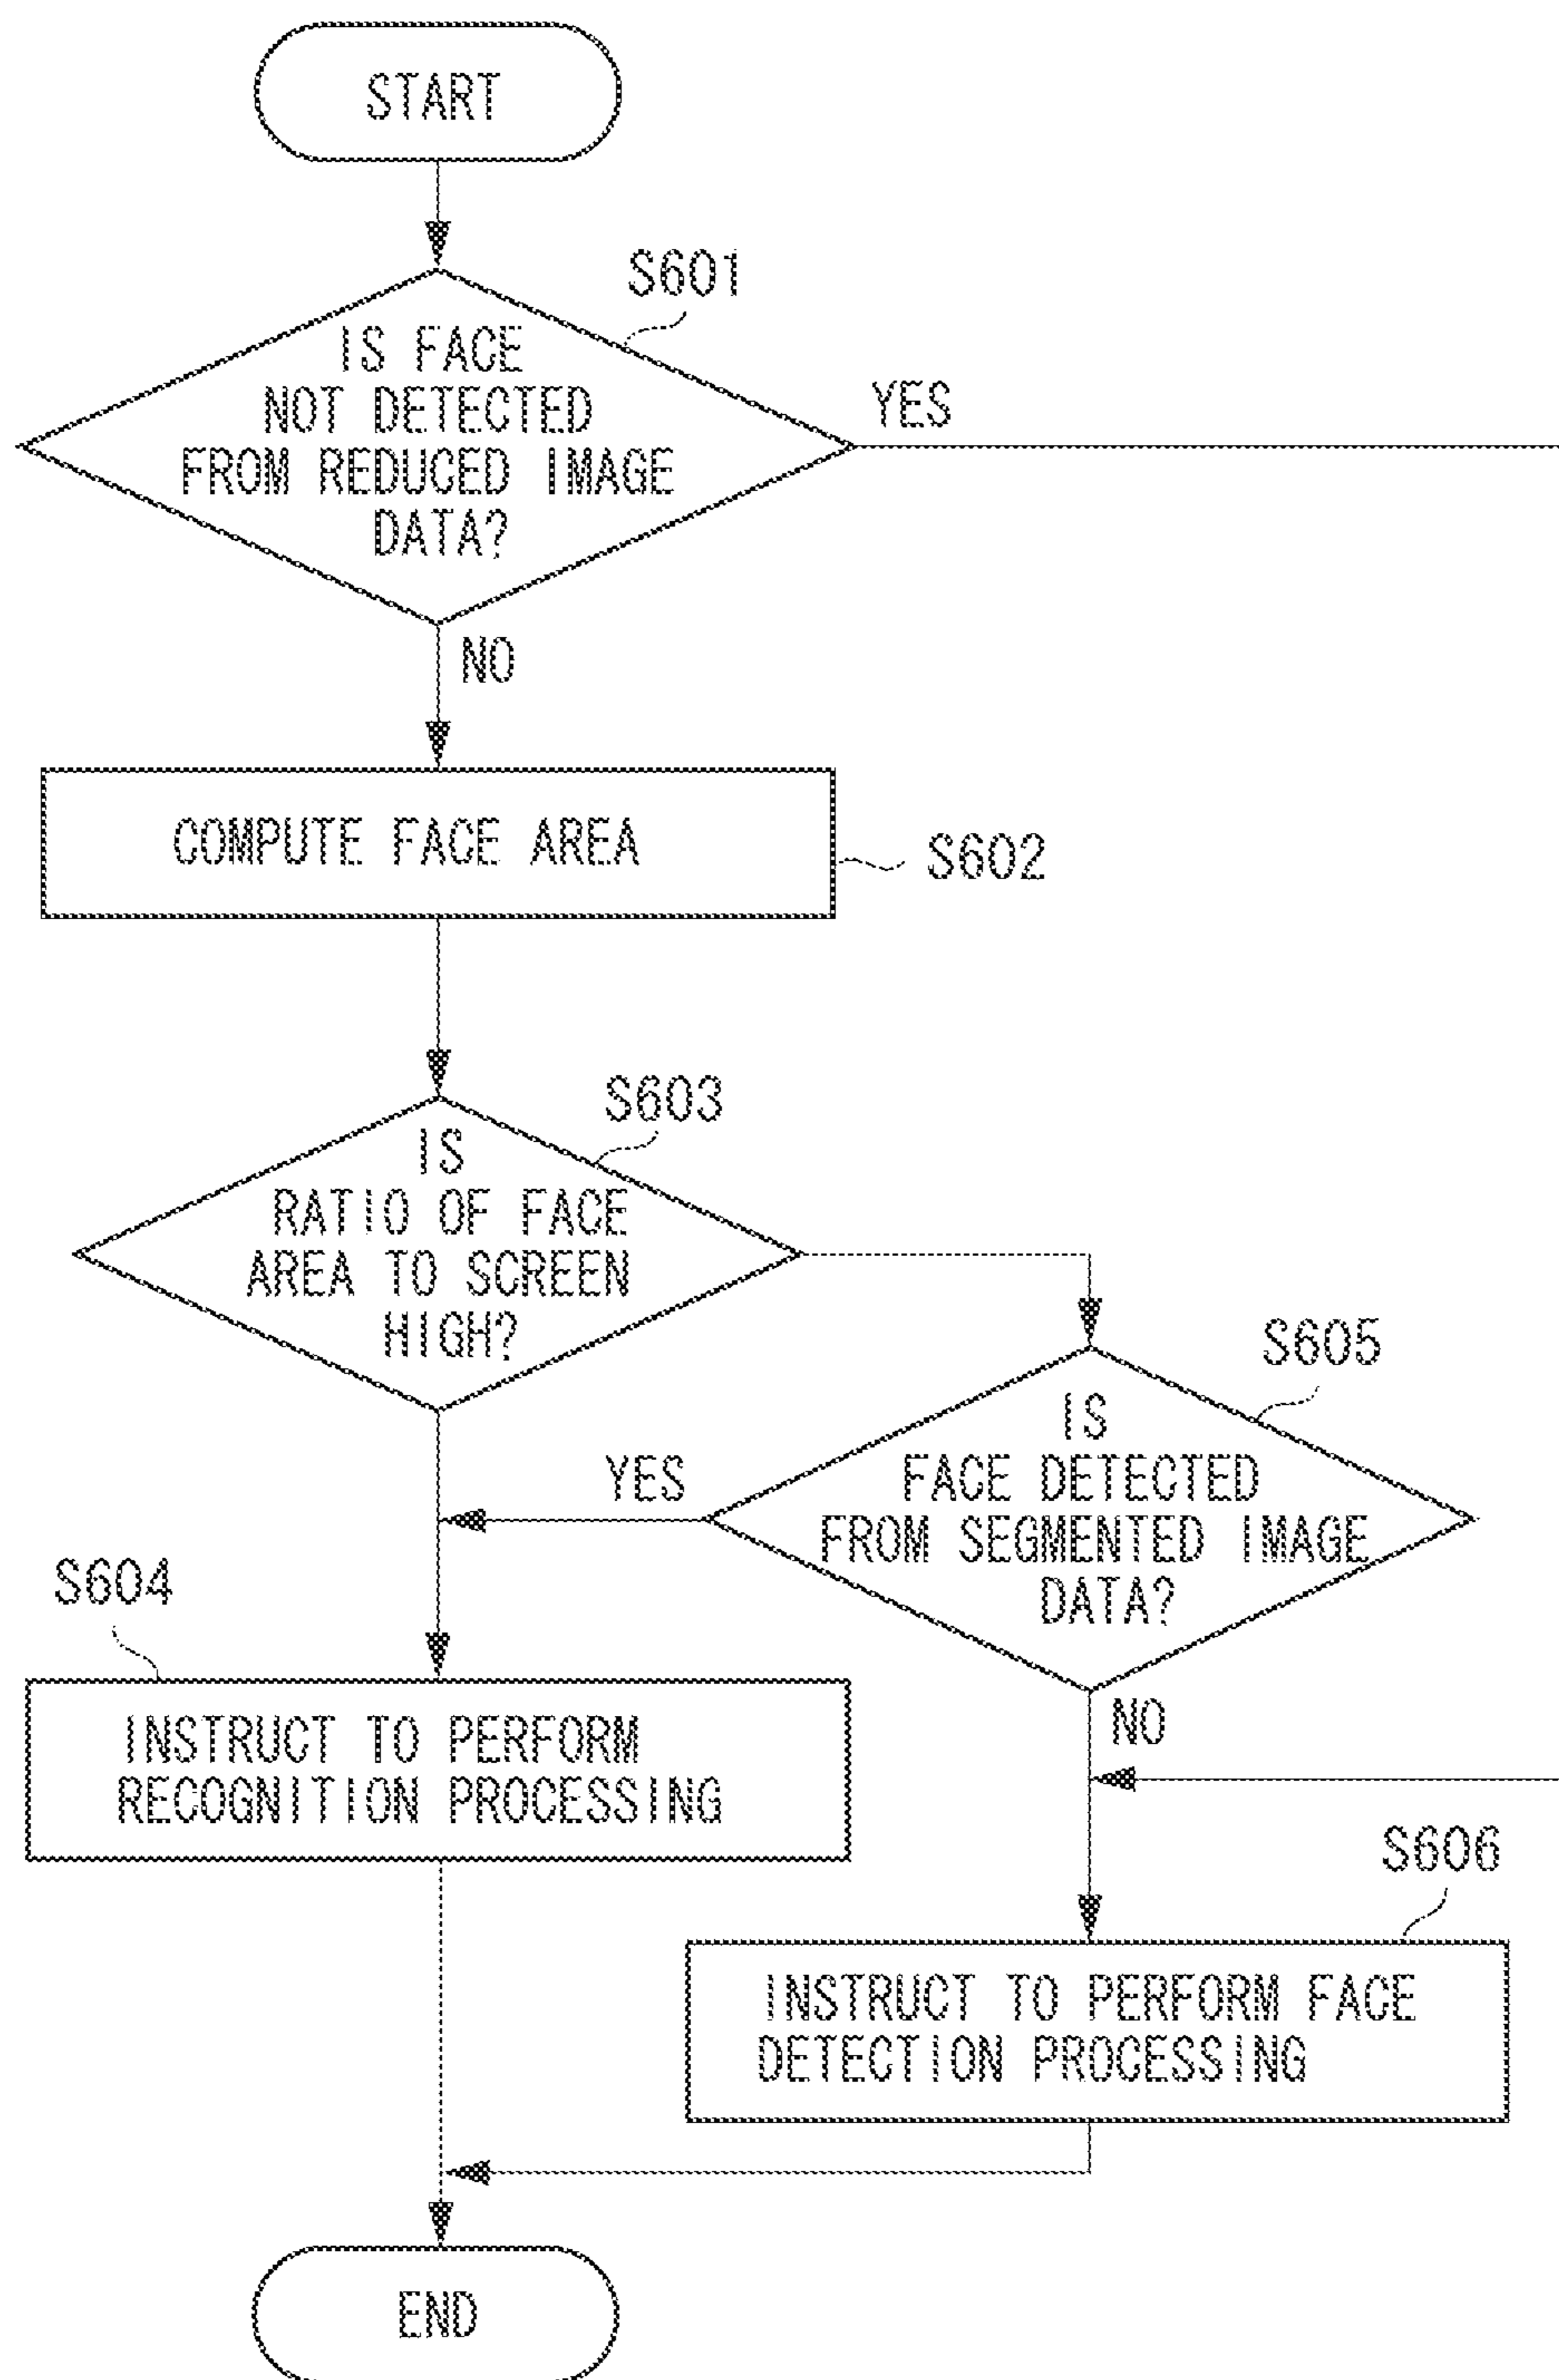 START
S601
IS FACE
NOT DETECTED
FROM REDUCED IMAGE
DATA?
YES
NO
COMPUTE FACE AREA
S602
S603
IS
RATIO OF FACE
AREA TO SCREEN
HIGH?
S605
IS
FACE DETECTED
FROM SEGMENTED IMAGE
DATA?
YES
NO
S604
INSTRUCT TO PERFORM
RECOGNITION PROCESSING
S606
INSTRUCT TO PERFORM FACE
DETECTION PROCESSING
END